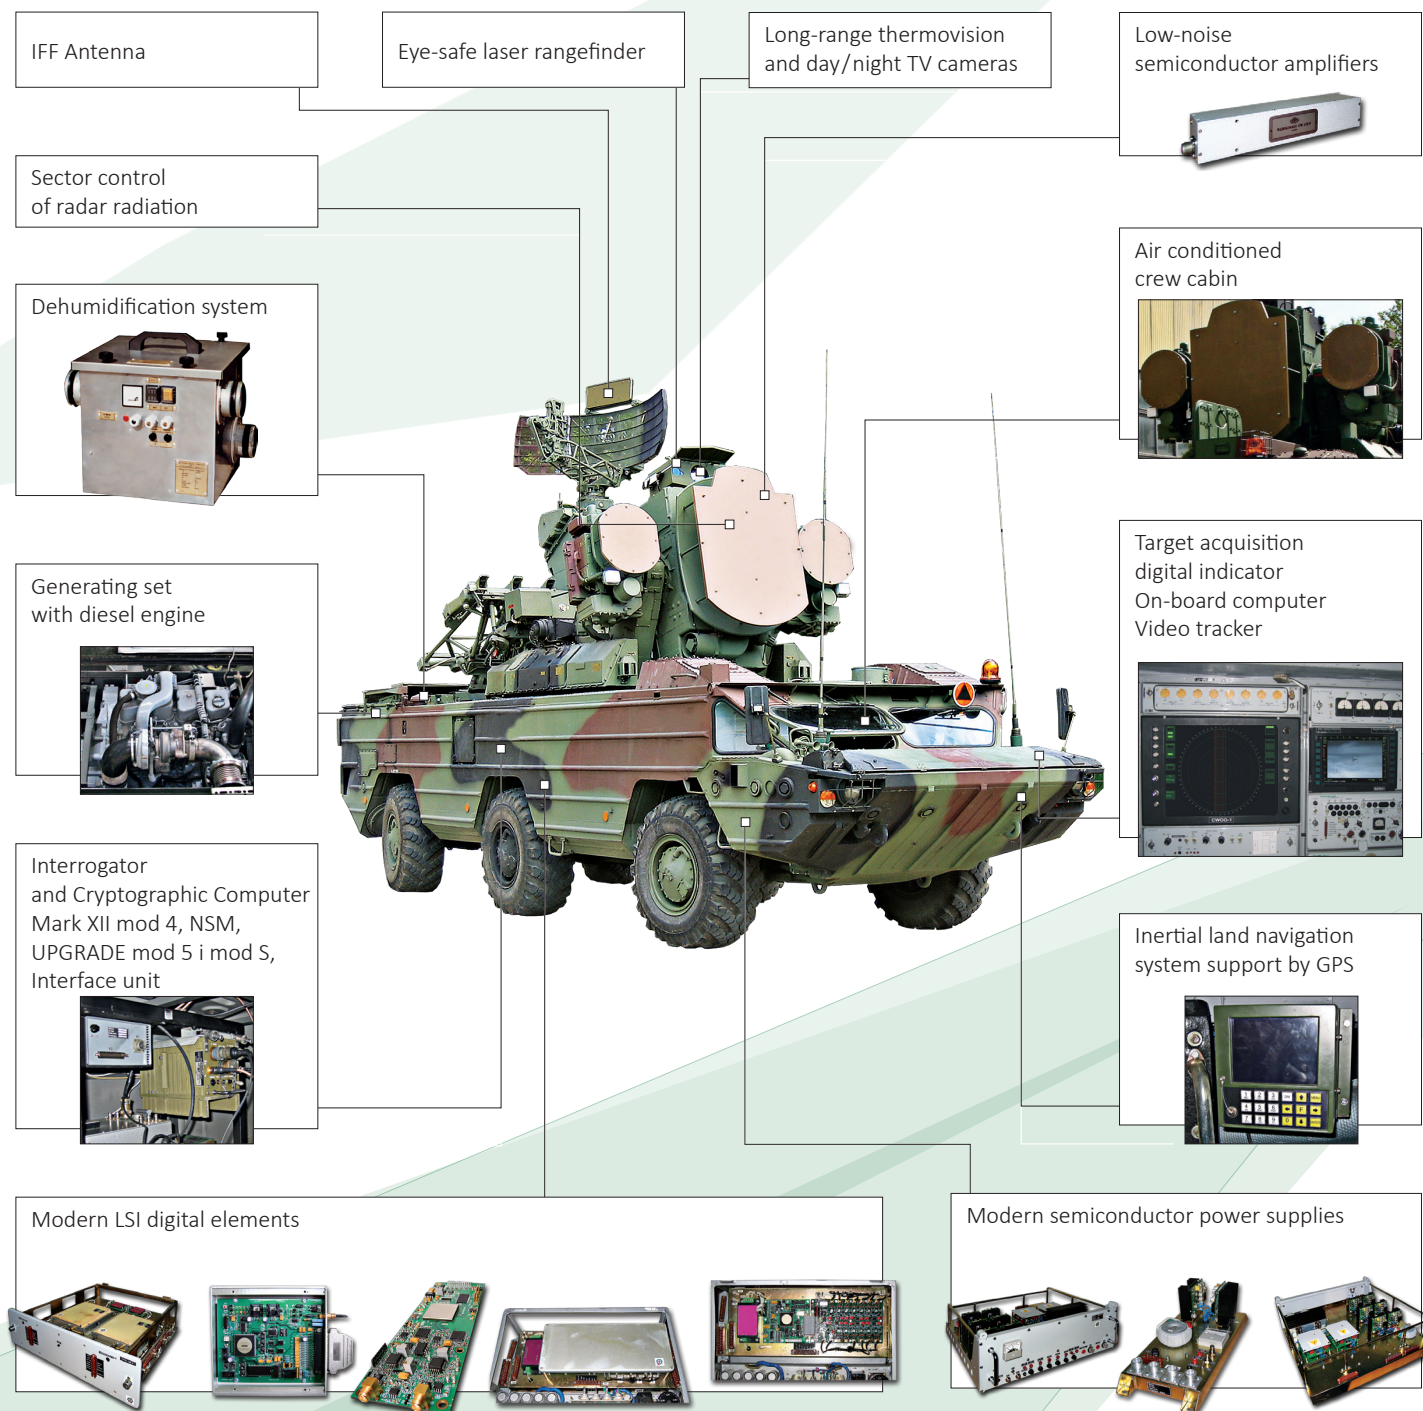 IFF Antenna
Eye-safe laser rangefinder
Long-range thermovision
and day/night TV cameras
Low-noise
semiconductor amplifiers
Sector control
of radar radiation
Air conditioned
crew cabin
Dehumidification system
Target acquisition
digital indicator
On-board computer
Video tracker
Generating set
with diesel engine
CWOD-1
Interrogator
and Cryptographic Computer
Mark XII mod 4, NSM,
UPGRADE mod 5 i mod S,
Interface unit
Inertial land navigation
system support by GPS
Modern LSI digital elements
Modern semiconductor power supplies